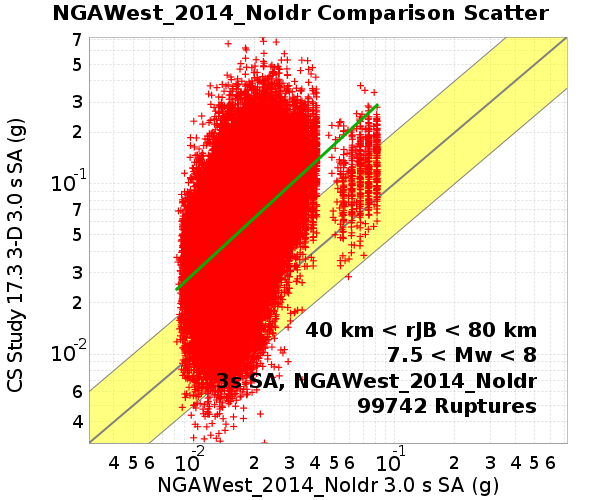 NGAWest_2014_NoIdr Comparison Scatter
CS Study 17.3 3-D 3.0 s SA (g)
7
5
3
2
10-1
7
5
3
2
10-2
6
4
40 km < rJB < 80 km
7.5 < Mw < 8
3s SA, NGAWest_2014_NoIdr
99742 Ruptures
4 5 6 10-2 2 3 4 5 6 10-1 2 3 4 5 6
NGAWest_2014_NoIdr 3.0 s SA (g)